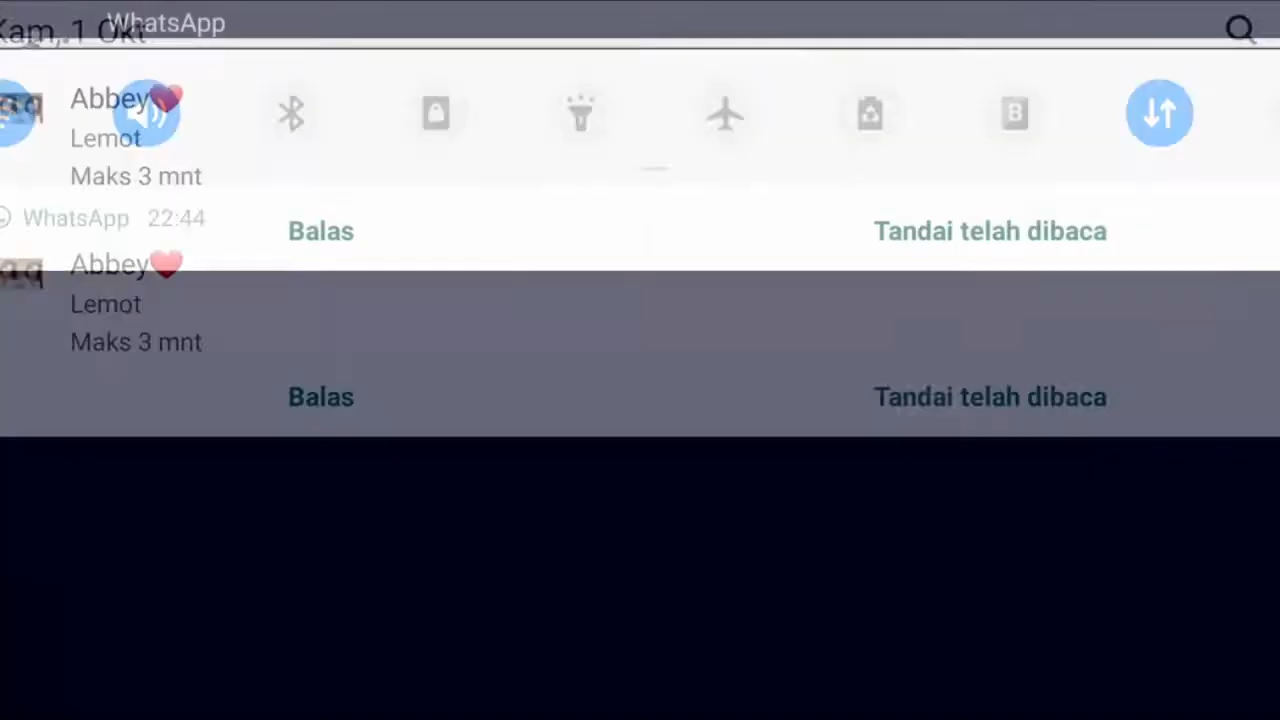 WhatsApp
Kam, 1 Okt
Abbey❤️
Lemot
Maks 3 mnt
WhatsApp 22:44
Balas Tandai telah dibaca
Abbey❤️
Lemot
Maks 3 mnt
Balas Tandai telah dibaca